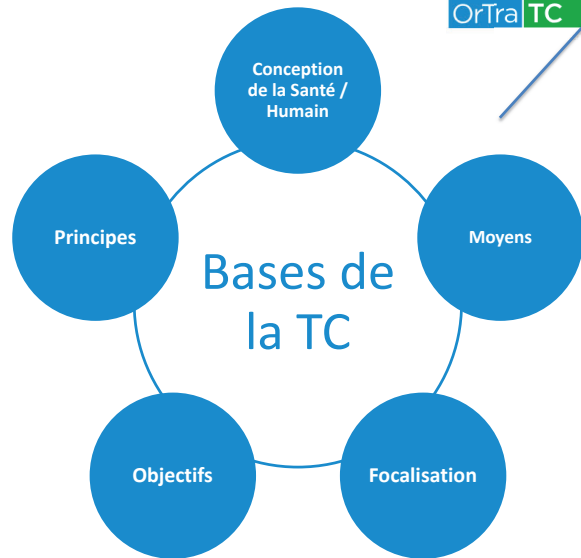 OrTra TC
Conception
de la Santé /
Humain
Principes
Moyens
Bases de
la TC
Objectifs
Focalisation